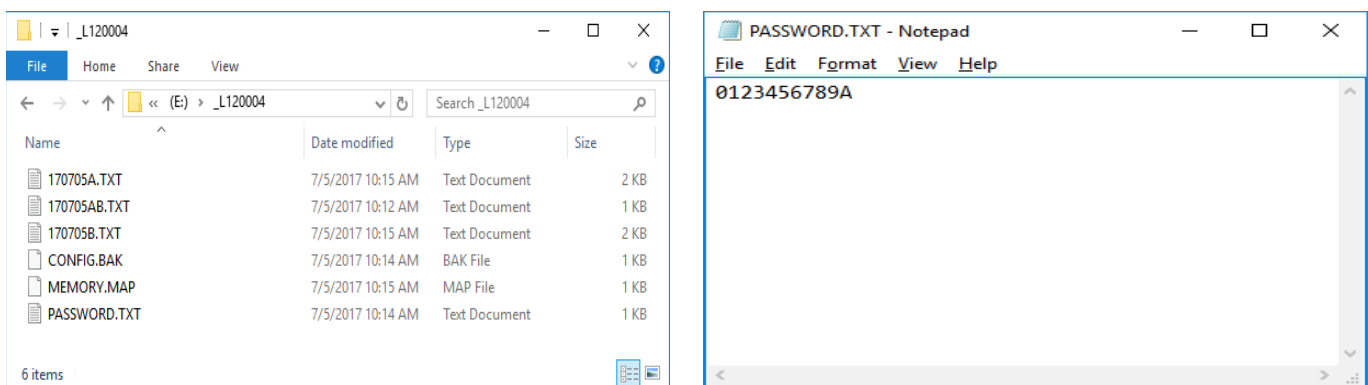 _L120004
File Home Share View
« (E:) > _L120004 Search _L120004
Name Date modified Type Size
170705A.TXT 7/5/2017 10:15 AM Text Document 2 KB
170705AB.TXT 7/5/2017 10:12 AM Text Document 1 KB
170705B.TXT 7/5/2017 10:15 AM Text Document 2 KB
CONFIG.BAK 7/5/2017 10:14 AM BAK File 1 KB
MEMORY.MAP 7/5/2017 10:15 AM MAP File 1 KB
PASSWORD.TXT 7/5/2017 10:14 AM Text Document 1 KB
6 items
PASSWORD.TXT - Notepad
File Edit Format View Help
0123456789A